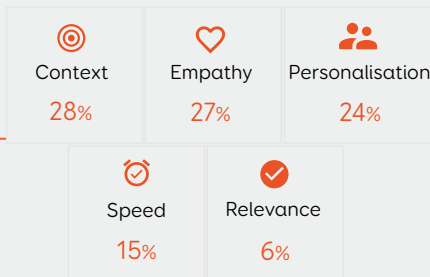 Context
28%
Empathy
27%
Personalisation
24%
Speed
15%
Relevance
6%